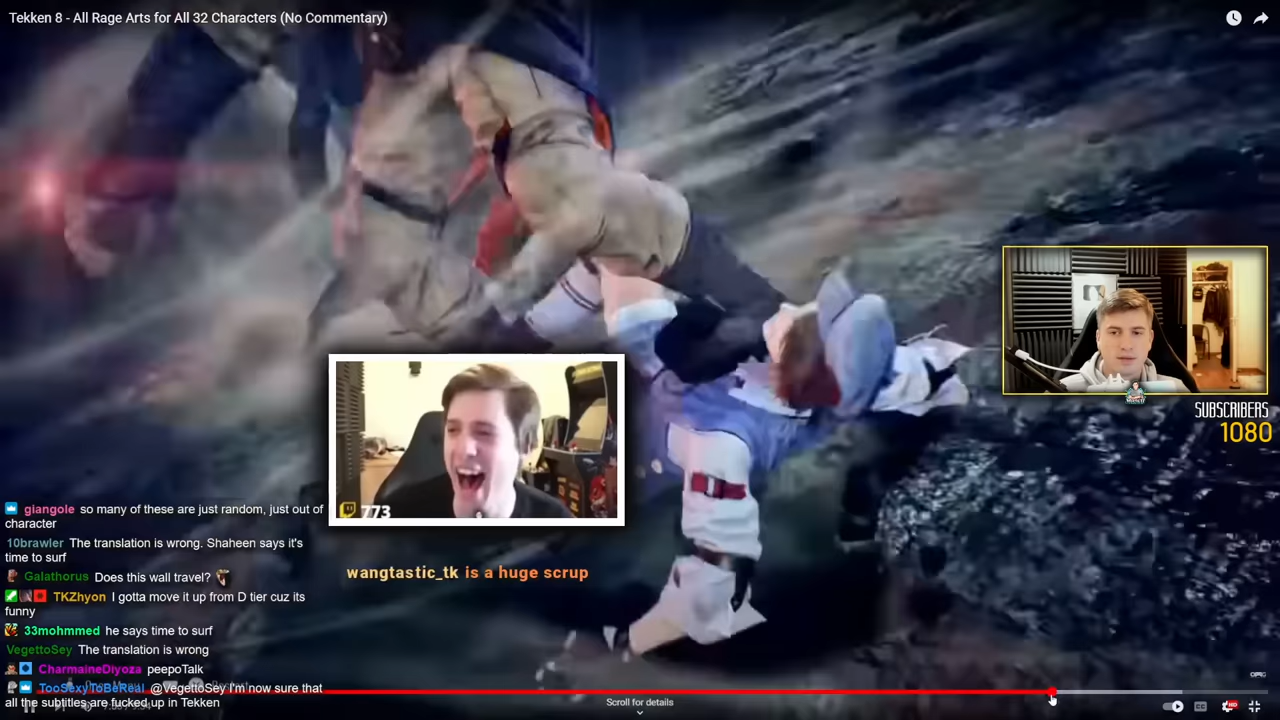 Tekken 8 - All Rage Arts for All 32 Characters (No Commentary)
SUBSCRIBERS
1080
773
wangtastic_tk is a huge scrup
giangole so many of these are just random, just out of
character
10brawler The translation is wrong. Shaheen says it's
time to surf
Galathorus Does this wall travel?
TKZhyon I gotta move it up from D tier cuz its
funny
33mohmmed he says time to surf
VegettoSey The translation is wrong
CharmaineDiyoza peepoTalk
TooSexyToBeReal @VegettoSey I'm now sure that
all the subtitles are fucked up in Tekken
Scroll for details
CC
HD